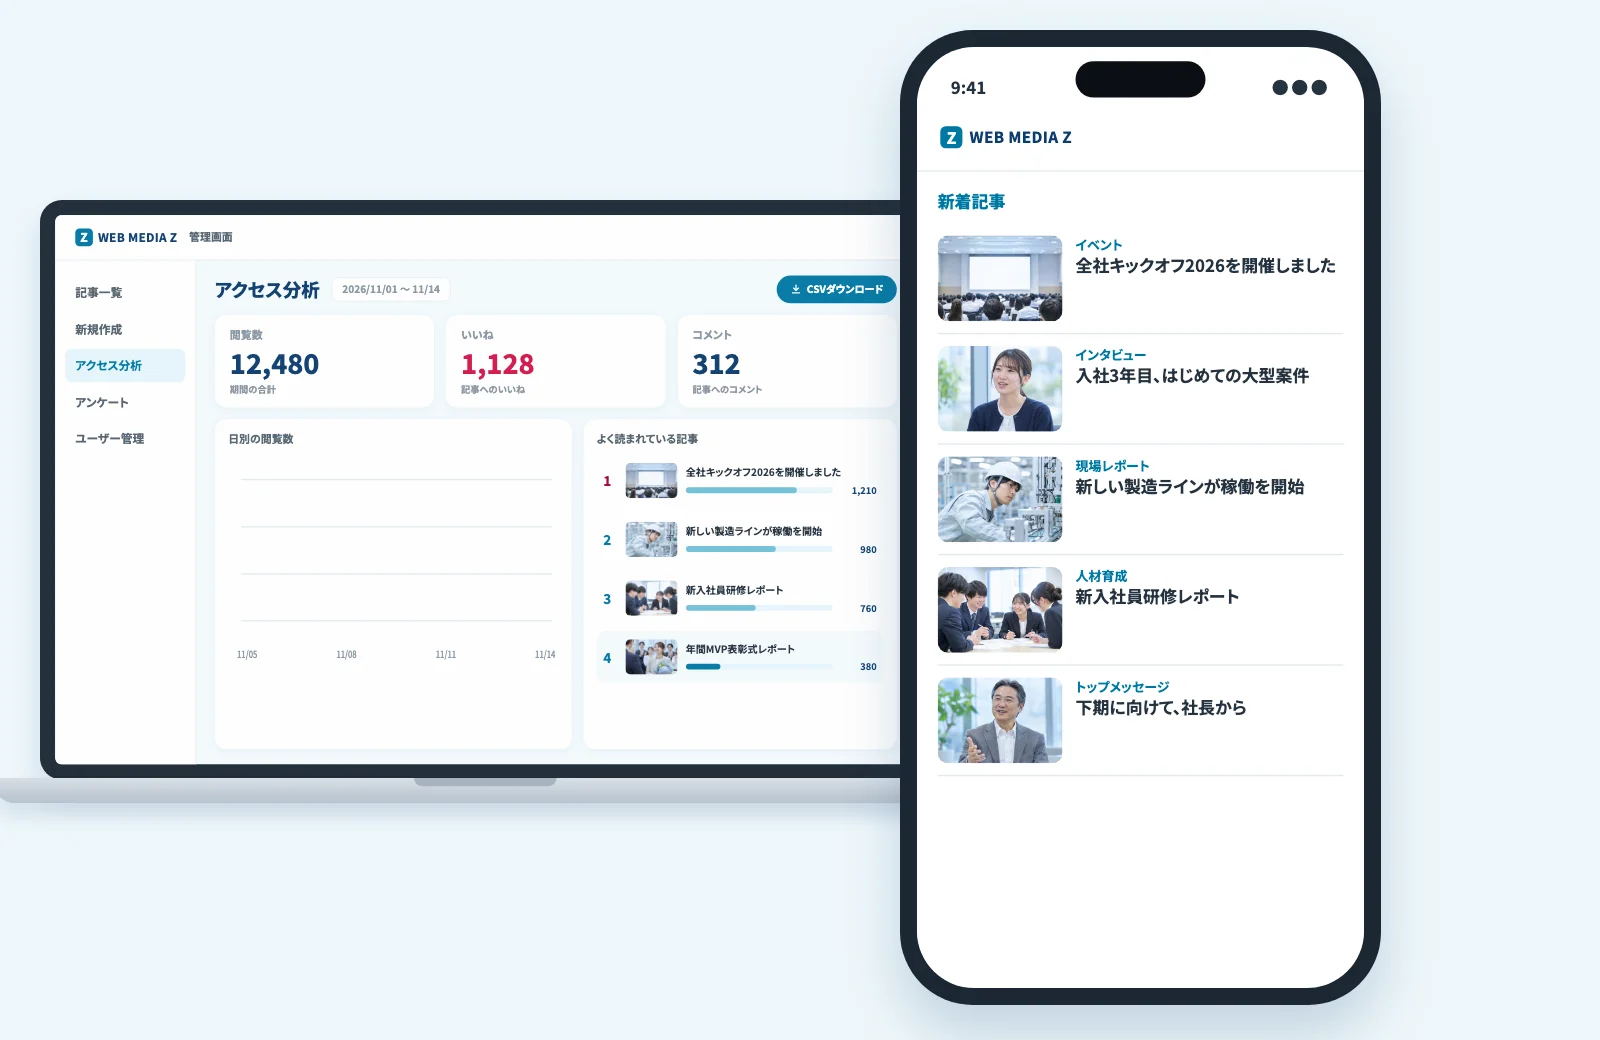 Z WEB MEDIA Z 管理画面
記事一覧
新規作成
アクセス分析
アンケート
ユーザー管理
アクセス分析 2026/11/01 〜 11/14
CSVダウンロード
閲覧数
12,480
期間の合計
いいね
1,128
記事へのいいね
コメント
312
記事へのコメント
日別の閲覧数
11/05 11/08 11/11 11/14
よく読まれている記事
1 全社キックオフ2026を開催しました
1,210
2 新しい製造ラインが稼働を開始
980
3 新入社員研修レポート
760
4 年間MVP表彰式レポート
380
9:41
Z WEB MEDIA Z
新着記事
イベント
全社キックオフ2026を開催しました
インタビュー
入社3年目、はじめての大型案件
現場レポート
新しい製造ラインが稼働を開始
人材育成
新入社員研修レポート
トップメッセージ
下期に向けて、社長から